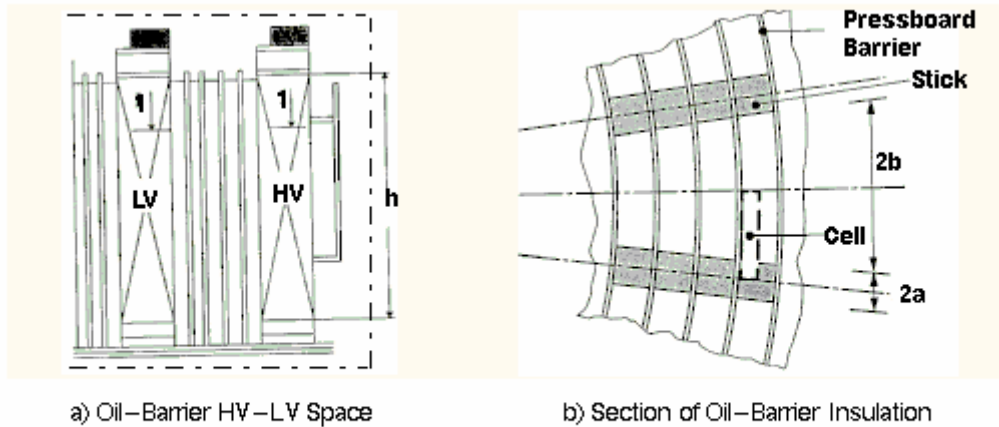 1
LV
1
HV
h
Pressboard
Barrier
Stick
2b
Cell
2a
a) Oil–Barrier HV–LV Space
b) Section of Oil–Barrier Insulation